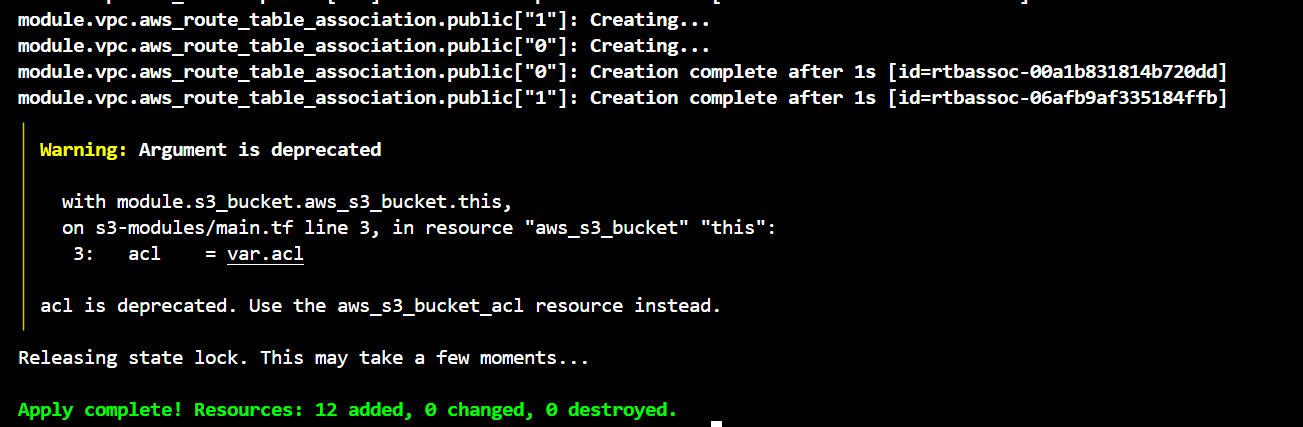 module.vpc.aws_route_table_association.public["1"]: Creating...
module.vpc.aws_route_table_association.public["0"]: Creating...
module.vpc.aws_route_table_association.public["0"]: Creation complete after 1s [id=rtbassoc-00a1b831814b720dd]
module.vpc.aws_route_table_association.public["1"]: Creation complete after 1s [id=rtbassoc-06afb9af335184ffb]
Warning: Argument is deprecated
with module.s3_bucket.aws_s3_bucket.this,
on s3-modules/main.tf line 3, in resource "aws_s3_bucket" "this":
3: acl = var.acl
acl is deprecated. Use the aws_s3_bucket_acl resource instead.
Releasing state lock. This may take a few moments...
Apply complete! Resources: 12 added, 0 changed, 0 destroyed.